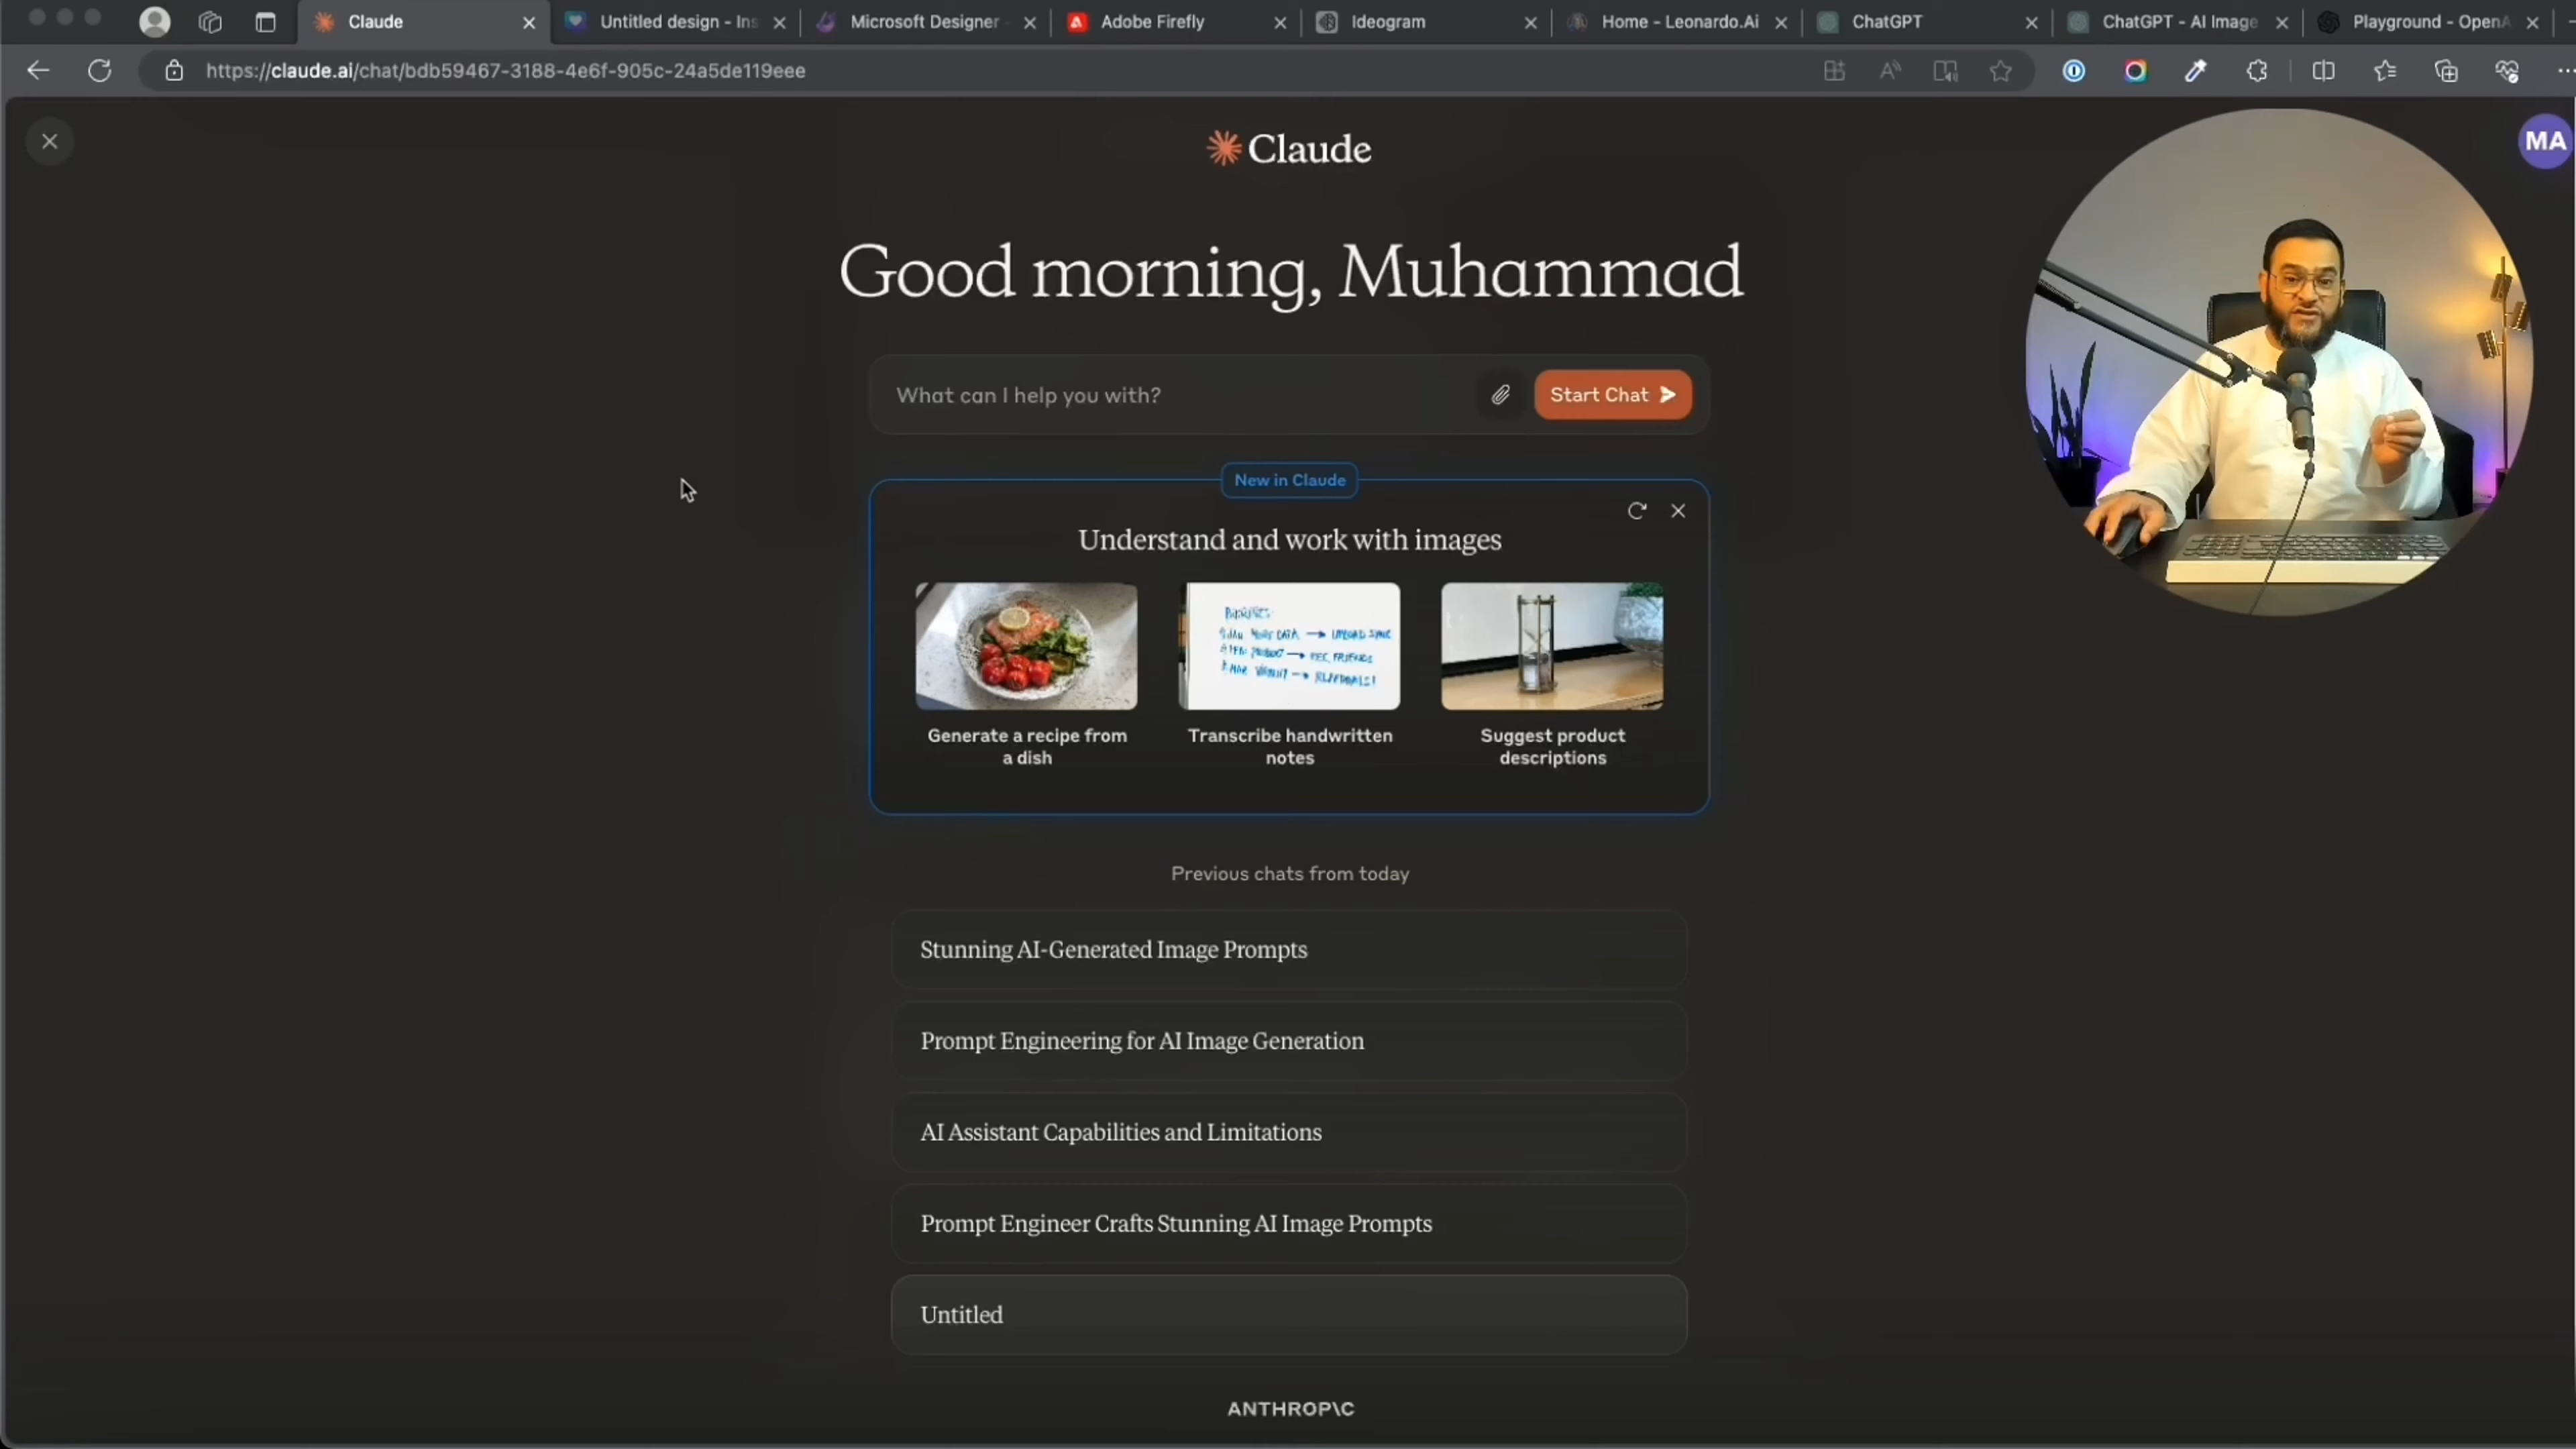 Claude
Untitled design - Ins
Microsoft Designer
Adobe Firefly
Ideogram
Home - Leonardo.Ai
ChatGPT
ChatGPT - AI Image
Playground - OpenA
https://claude.ai/chat/bdb59467-3188-4e6f-905c-24a5de119eee
Claude
MA
Good morning, Muhammad
What can I help you with?
Start Chat
New in Claude
Understand and work with images
Generate a recipe from
a dish
Transcribe handwritten
notes
Suggest product
descriptions
Previous chats from today
Stunning AI-Generated Image Prompts
Prompt Engineering for AI Image Generation
AI Assistant Capabilities and Limitations
Prompt Engineer Crafts Stunning AI Image Prompts
Untitled
ANTHROP\C